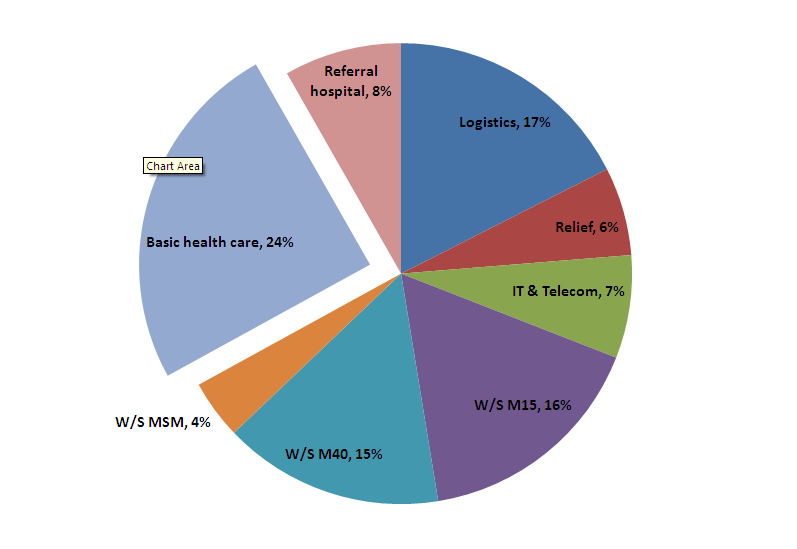 Referral
hospital, 8%
Logistics, 17%
Chart Area
Relief, 6%
Basic health care, 24%
IT & Telecom, 7%
W/S M15, 16%
W/S MSM, 4%
W/S M40, 15%